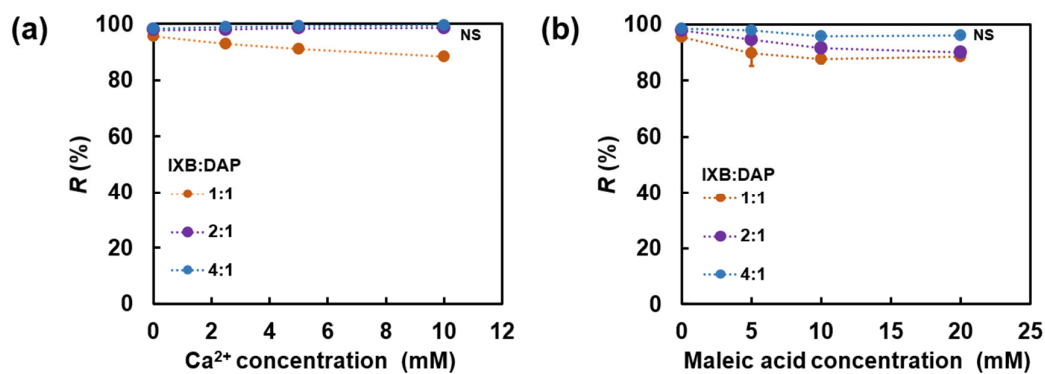 (a)
100
80
60
40
20
0
R (%)
NS
IXB:DAP
1:1
2:1
4:1
0 2 4 6 8 10 12
Ca²⁺ concentration (mM)
(b)
100
80
60
40
20
0
R (%)
NS
IXB:DAP
1:1
2:1
4:1
0 5 10 15 20 25
Maleic acid concentration (mM)